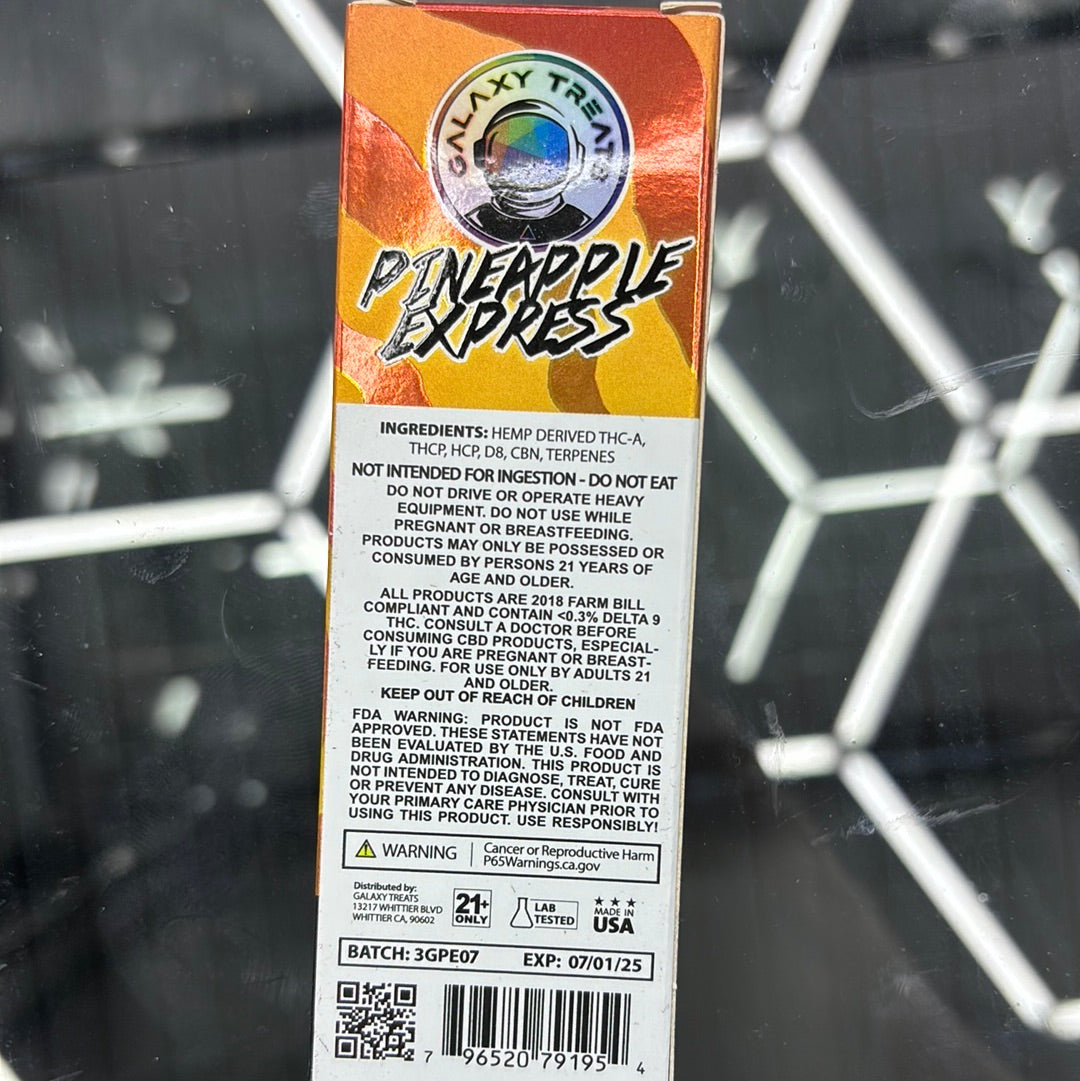 GALAXY TREATS
PINEAPPLE
EXPRESS
INGREDIENTS: HEMP DERIVED THC-A,
THCP, HCP, D8, CBN, TERPENES
NOT INTENDED FOR INGESTION - DO NOT EAT
DO NOT DRIVE OR OPERATE HEAVY
EQUIPMENT. DO NOT USE WHILE
PREGNANT OR BREASTFEEDING.
PRODUCTS MAY ONLY BE POSSESSED OR
CONSUMED BY PERSONS 21 YEARS OF
AGE AND OLDER.
ALL PRODUCTS ARE 2018 FARM BILL
COMPLIANT AND CONTAIN <0.3% DELTA 9
THC. CONSULT A DOCTOR BEFORE
CONSUMING CBD PRODUCTS, ESPECIAL-
LY IF YOU ARE PREGNANT OR BREAST-
FEEDING. FOR USE ONLY BY ADULTS 21
AND OLDER.
KEEP OUT OF REACH OF CHILDREN
FDA WARNING: PRODUCT IS NOT FDA
APPROVED. THESE STATEMENTS HAVE NOT
BEEN EVALUATED BY THE U.S. FOOD AND
DRUG ADMINISTRATION. THIS PRODUCT IS
NOT INTENDED TO DIAGNOSE, TREAT, CURE
OR PREVENT ANY DISEASE. CONSULT WITH
YOUR PRIMARY CARE PHYSICIAN PRIOR TO
USING THIS PRODUCT. USE RESPONSIBLY!
WARNING
Cancer or Reproductive Harm
P65Warnings.ca.gov
Distributed by:
GALAXY TREATS
13217 WHITTIER BLVD
WHITTIER CA, 90602
21+
ONLY
LAB
TESTED
MADE IN
USA
BATCH: 3GPE07 EXP: 07/01/25
7 96520 79195 4